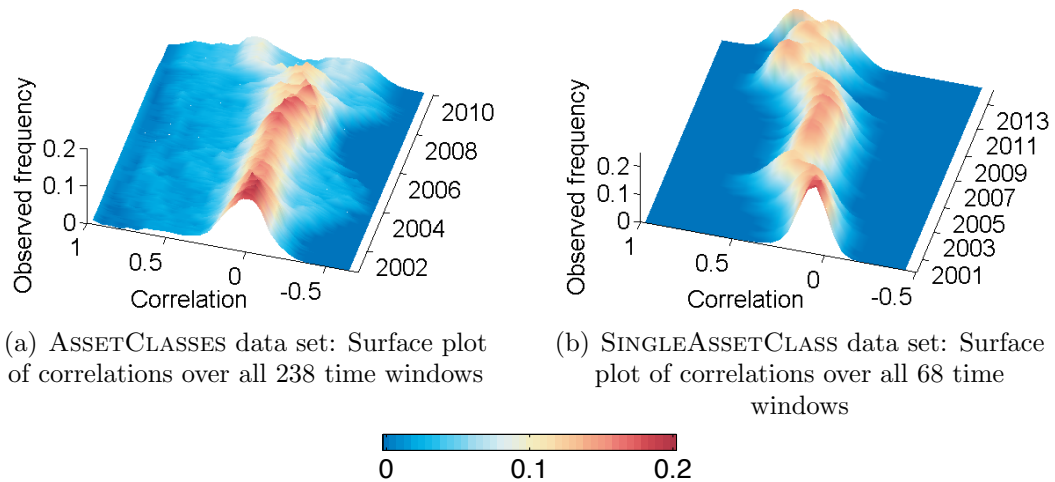 Observed frequency
0.2
0.1
0
1
0.5
0
-0.5
Correlation
2002
2004
2006
2008
2010
Observed frequency
0.2
0.1
0
1
0.5
0
-0.5
Correlation
2001
2003
2005
2007
2009
2011
2013
(a) ASSETCLASSES data set: Surface plot
of correlations over all 238 time windows
(b) SINGLEASSETCLASS data set: Surface
plot of correlations over all 68 time
windows
0 0.1 0.2